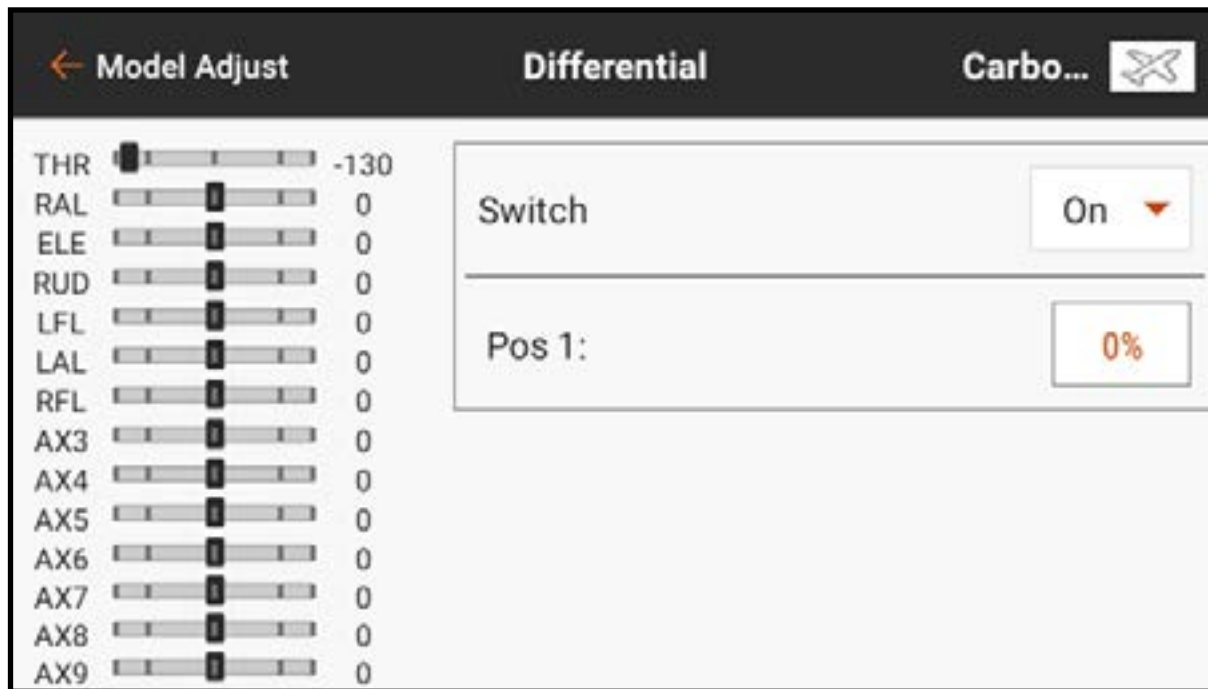 Model Adjust Differential Carbo...
THR -130
RAL 0
ELE 0
RUD 0
LFL 0
LAL 0
RFL 0
AX3 0
AX4 0
AX5 0
AX6 0
AX7 0
AX8 0
AX9 0
Switch On
Pos 1: 0%